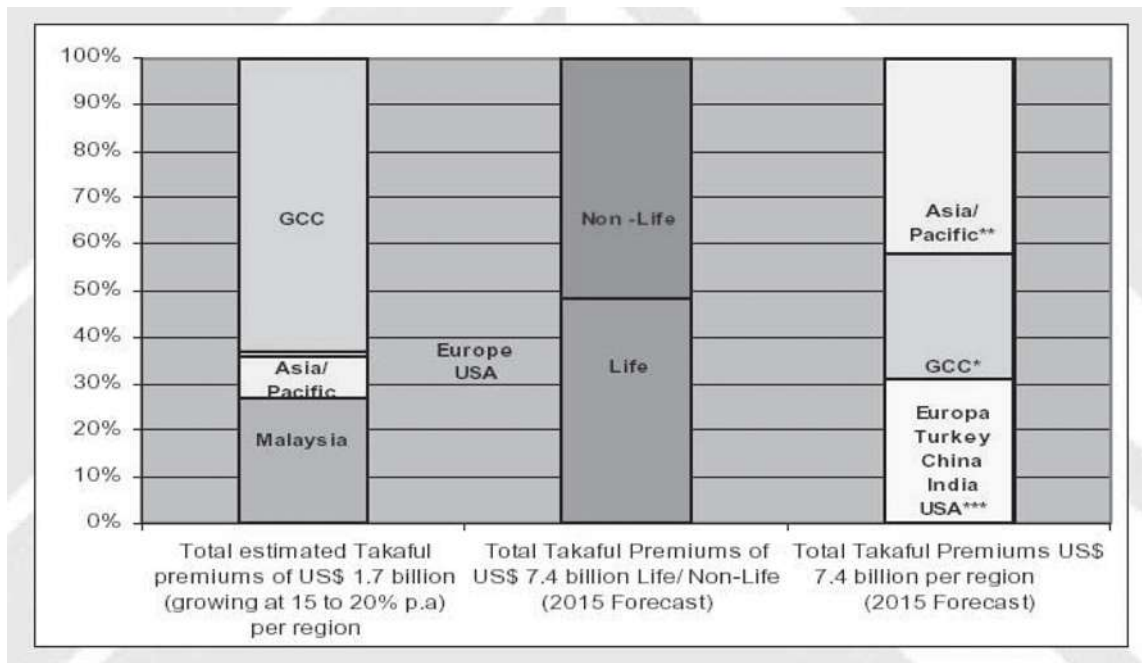 100%
90%
80%
70%
60%
50%
40%
30%
20%
10%
0%
GCC
Asia/
Pacific
Malaysia
Europe
USA
Non -Life
Life
Asia/
Pacific**
GCC*
Europa
Turkey
China
India
USA***
Total estimated Takaful
premiums of US$ 1.7 billion
(growing at 15 to 20% p.a)
per region
Total Takaful Premiums of
US$ 7.4 billion Life/ Non-Life
(2015 Forecast)
Total Takaful Premiums US$
7.4 billion per region
(2015 Forecast)